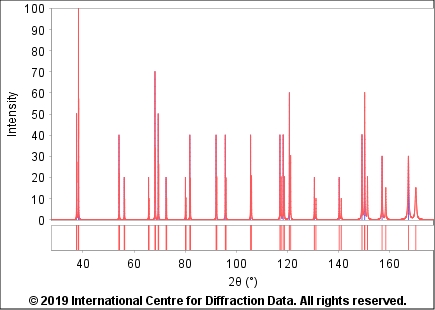 100
90
80
70
60
50
40
30
20
10
0
Intensity
40 60 80 100 120 140 160
2θ (°)
© 2019 International Centre for Diffraction Data. All rights reserved.